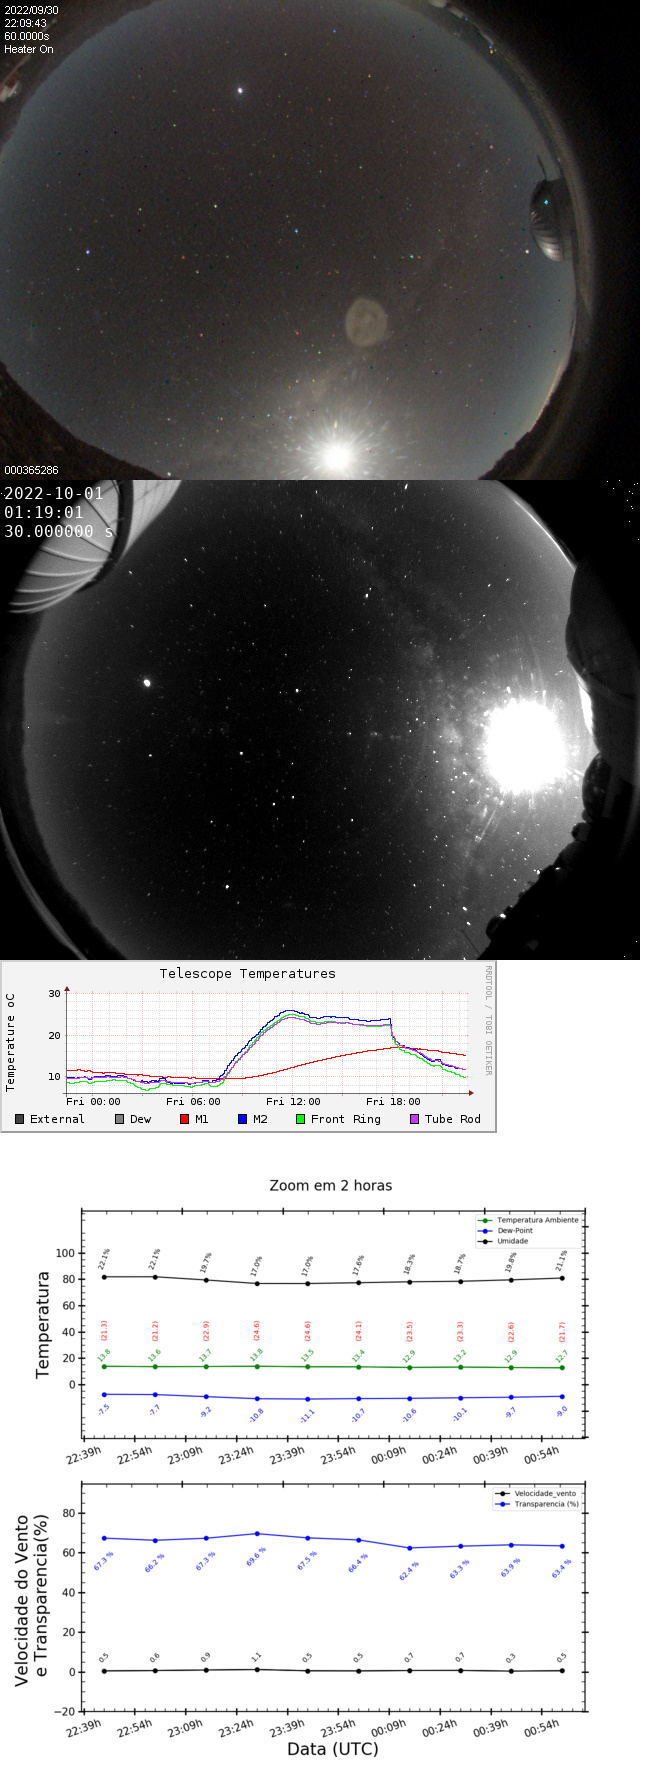 2022/09/30
22:09:43
60.0000s
Heater On
000365286
2022-10-01
01:19:01
30.000000 s
Telescope Temperatures
RRDTOOL / TOBI OETIKER
Temperature oC
30
20
10
Fri 00:00 Fri 06:00 Fri 12:00 Fri 18:00
External Dew M1 M2 Front Ring Tube Rod
Zoom em 2 horas
Temperatura Ambiente
Dew-Point
Umidade
Temperatura
100
80
60
40
20
0
22.1% 22.1% 19.7% 17.0% 17.0% 17.6% 18.3% 18.7% 19.8% 21.1%
(21.3) (21.2) (22.9) (24.6) (24.6) (24.1) (23.5) (23.3) (22.6) (21.7)
13.8 13.6 13.7 13.8 13.5 13.4 12.9 13.2 12.9 12.7
-7.5 -7.7 -9.2 -10.8 -11.1 -10.7 -10.6 -10.1 -9.7 -9.0
22:39h 22:54h 23:09h 23:24h 23:39h 23:54h 00:09h 00:24h 00:39h 00:54h
Velocidade_vento
Transparencia (%)
Velocidade do Vento
e Transparencia(%)
80
60
40
20
0
−20
67.3 % 66.2 % 67.3 % 69.6 % 67.5 % 66.4 % 62.4 % 63.3 % 63.9 % 63.4 %
0.5 0.6 0.9 1.1 0.5 0.5 0.7 0.7 0.3 0.5
22:39h 22:54h 23:09h 23:24h 23:39h 23:54h 00:09h 00:24h 00:39h 00:54h
Data (UTC)